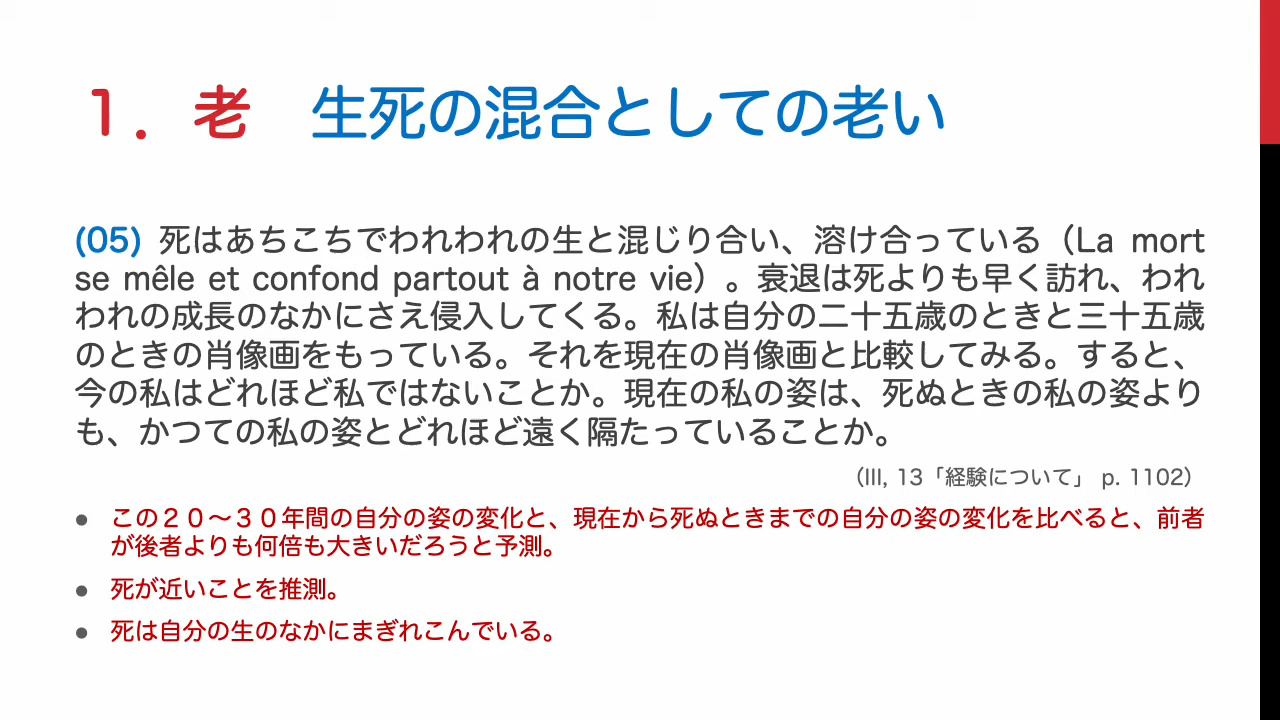 １．老　生死の混合としての老い
(05) 死はあちこちでわれわれの生と混じり合い、溶け合っている（La mort
se mêle et confond partout à notre vie）。衰退は死よりも早く訪れ、われ
われの成長のなかにさえ侵入してくる。私は自分の二十五歳のときと三十五歳
のときの肖像画をもっている。それを現在の肖像画と比較してみる。すると、
今の私はどれほど私ではないことか。現在の私の姿は、死ぬときの私の姿より
も、かつての私の姿とどれほど遠く隔たっていることか。
（III, 13「経験について」 p. 1102）
● この２０〜３０年間の自分の姿の変化と、現在から死ぬときまでの自分の姿の変化を比べると、前者
が後者よりも何倍も大きいだろうと予測。
● 死が近いことを推測。
● 死は自分の生のなかにまぎれこんでいる。